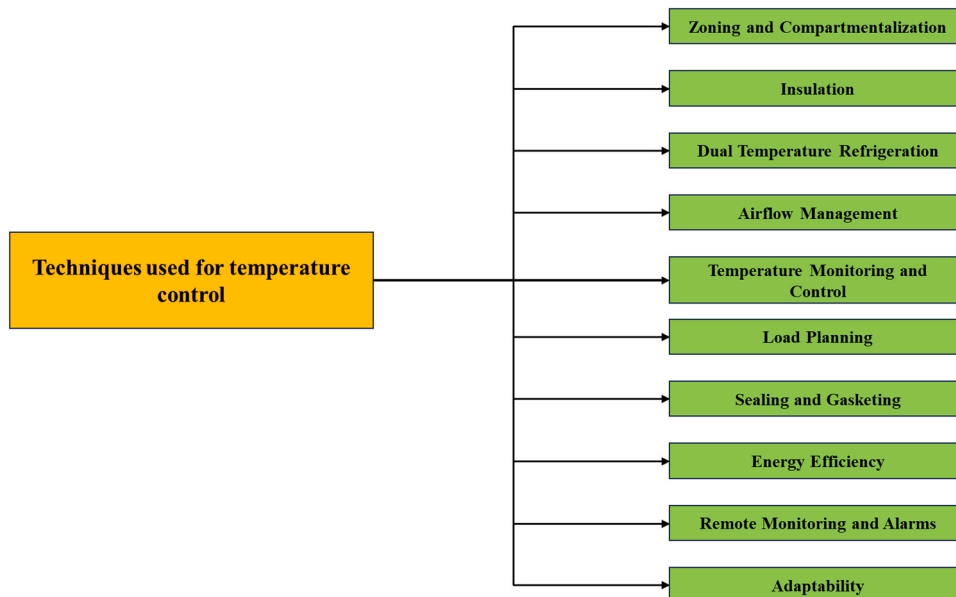 Techniques used for temperature
control
Zoning and Compartmentalization
Insulation
Dual Temperature Refrigeration
Airflow Management
Temperature Monitoring and
Control
Load Planning
Sealing and Gasketing
Energy Efficiency
Remote Monitoring and Alarms
Adaptability